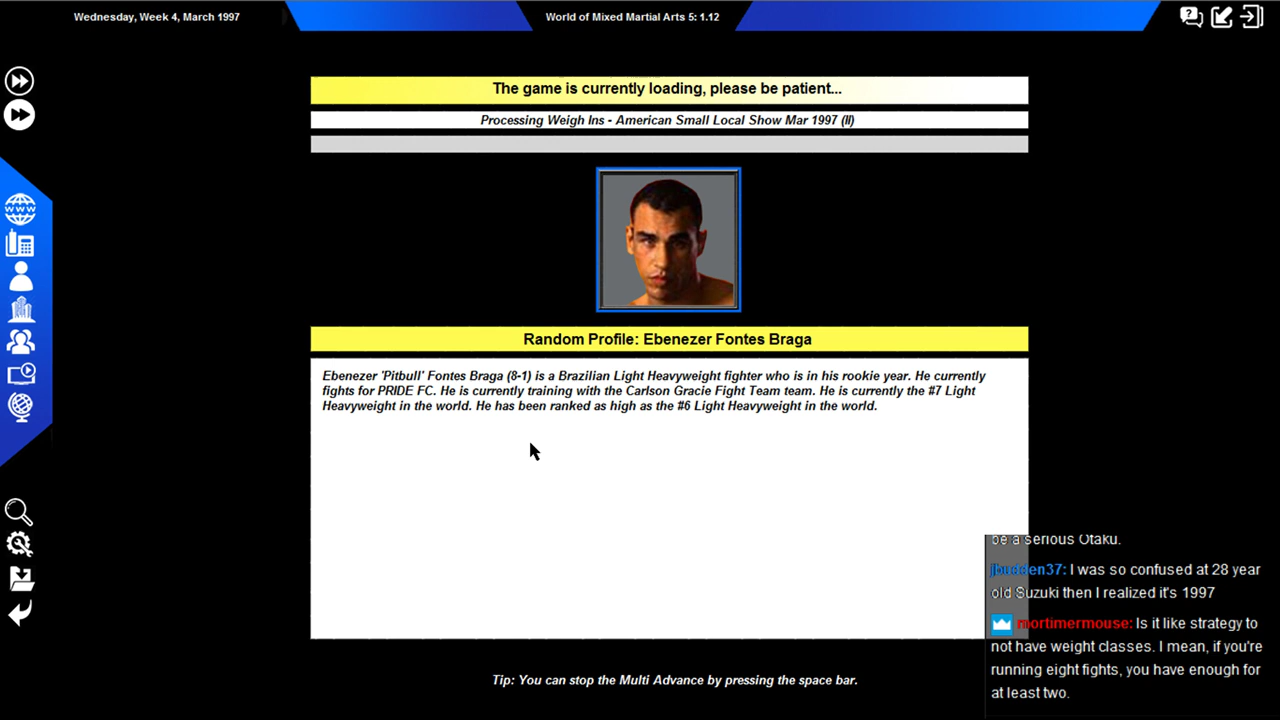 Wednesday, Week 4, March 1997
World of Mixed Martial Arts 5: 1.12
The game is currently loading, please be patient...
Processing Weigh Ins - American Small Local Show Mar 1997 (II)
Random Profile: Ebenezer Fontes Braga
Ebenezer 'Pitbull' Fontes Braga (8-1) is a Brazilian Light Heavyweight fighter who is in his rookie year. He currently
fights for PRIDE FC. He is currently training with the Carlson Gracie Fight Team team. He is currently the #7 Light
Heavyweight in the world. He has been ranked as high as the #6 Light Heavyweight in the world.
be a serious Otaku.
jbudden37: I was so confused at 28 year
old Suzuki then I realized it's 1997
mortimermouse: Is it like strategy to
not have weight classes. I mean, if you're
running eight fights, you have enough for
at least two.
Tip: You can stop the Multi Advance by pressing the space bar.
WWW
?